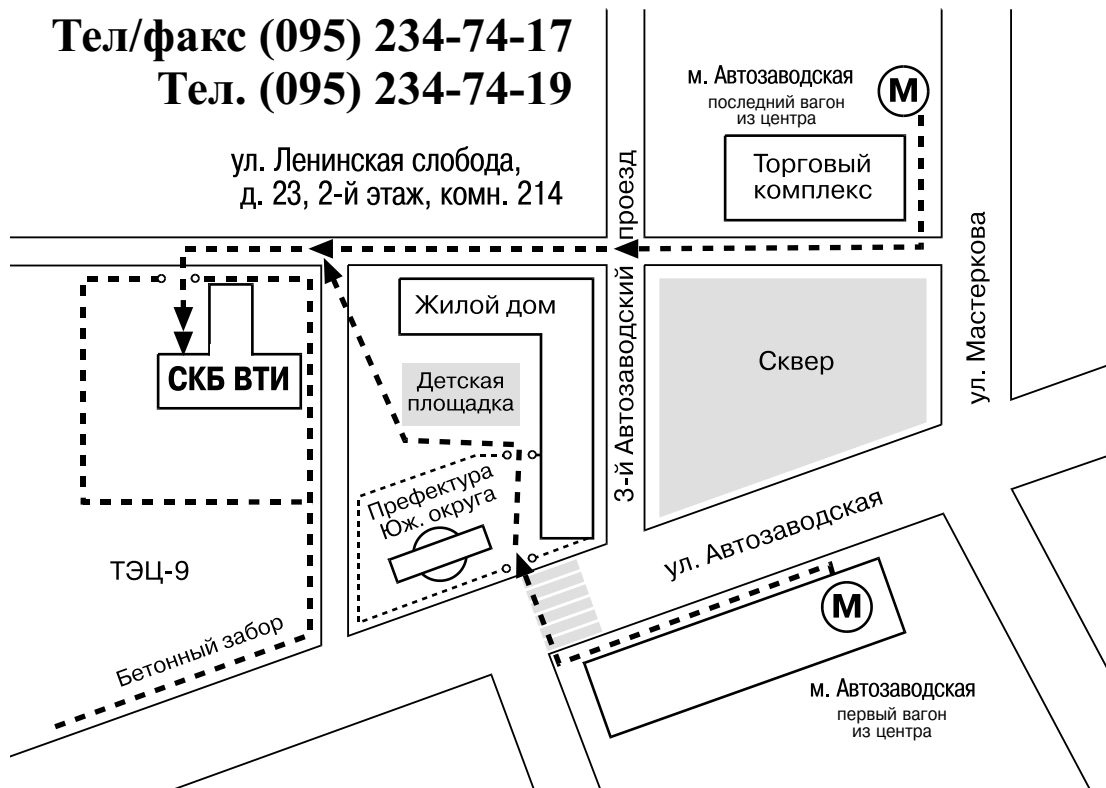 Тел/факс (095) 234-74-17
Тел. (095) 234-74-19
ул. Ленинская слобода,
д. 23, 2-й этаж, комн. 214
м. Автозаводская
последний вагон
из центра
М
Торговый
комплекс
3-й Автозаводский проезд
ул. Мастеркова
Жилой дом
Сквер
СКБ ВТИ
Детская
площадка
Префектура
Юж. округа
ул. Автозаводская
ТЭЦ-9
Бетонный забор
М
м. Автозаводская
первый вагон
из центра